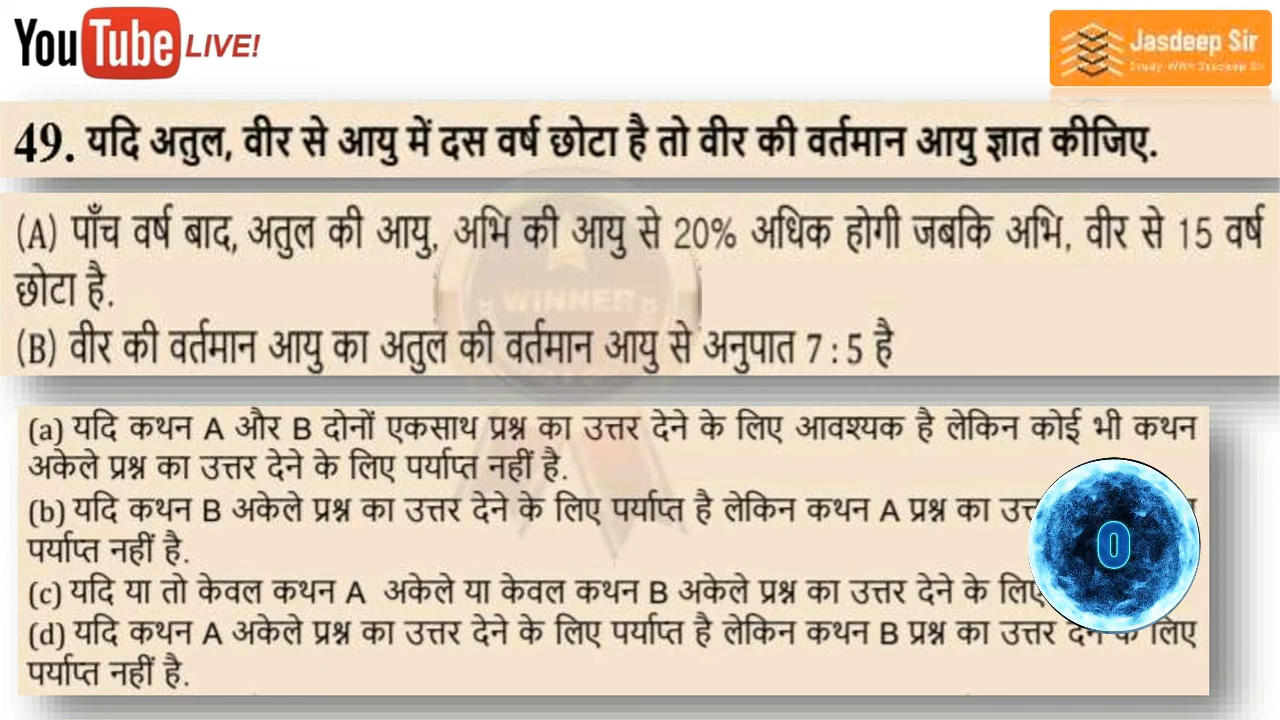 YouTube LIVE!
Jasdeep Sir
Study With Jasdeep Sir
49. यदि अतुल, वीर से आयु में दस वर्ष छोटा है तो वीर की वर्तमान आयु ज्ञात कीजिए.
(A) पाँच वर्ष बाद, अतुल की आयु, अभि की आयु से 20% अधिक होगी जबकि अभि, वीर से 15 वर्ष
छोटा है.
WINNER
(B) वीर की वर्तमान आयु का अतुल की वर्तमान आयु से अनुपात 7 : 5 है
(a) यदि कथन A और B दोनों एकसाथ प्रश्न का उत्तर देने के लिए आवश्यक है लेकिन कोई भी कथन
अकेले प्रश्न का उत्तर देने के लिए पर्याप्त नहीं है.
(b) यदि कथन B अकेले प्रश्न का उत्तर देने के लिए पर्याप्त है लेकिन कथन A प्रश्न का
पर्याप्त नहीं है.
0
(c) यदि या तो केवल कथन A अकेले या केवल कथन B अकेले प्रश्न का उत्तर देने के लिए
(d) यदि कथन A अकेले प्रश्न का उत्तर देने के लिए पर्याप्त है लेकिन कथन B प्रश्न का उत्तर देने के लिए
पर्याप्त नहीं है.